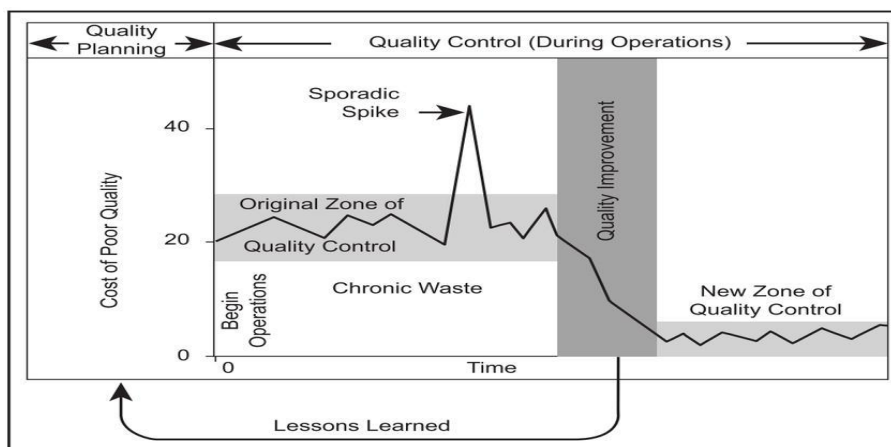 Quality
Planning
Quality Control (During Operations)
Sporadic
Spike
40
Original Zone of
Quality Control
20
Cost of Poor Quality
Begin
Operations
Chronic Waste
Quality Improvement
New Zone of
Quality Control
0
0
Time
Lessons Learned